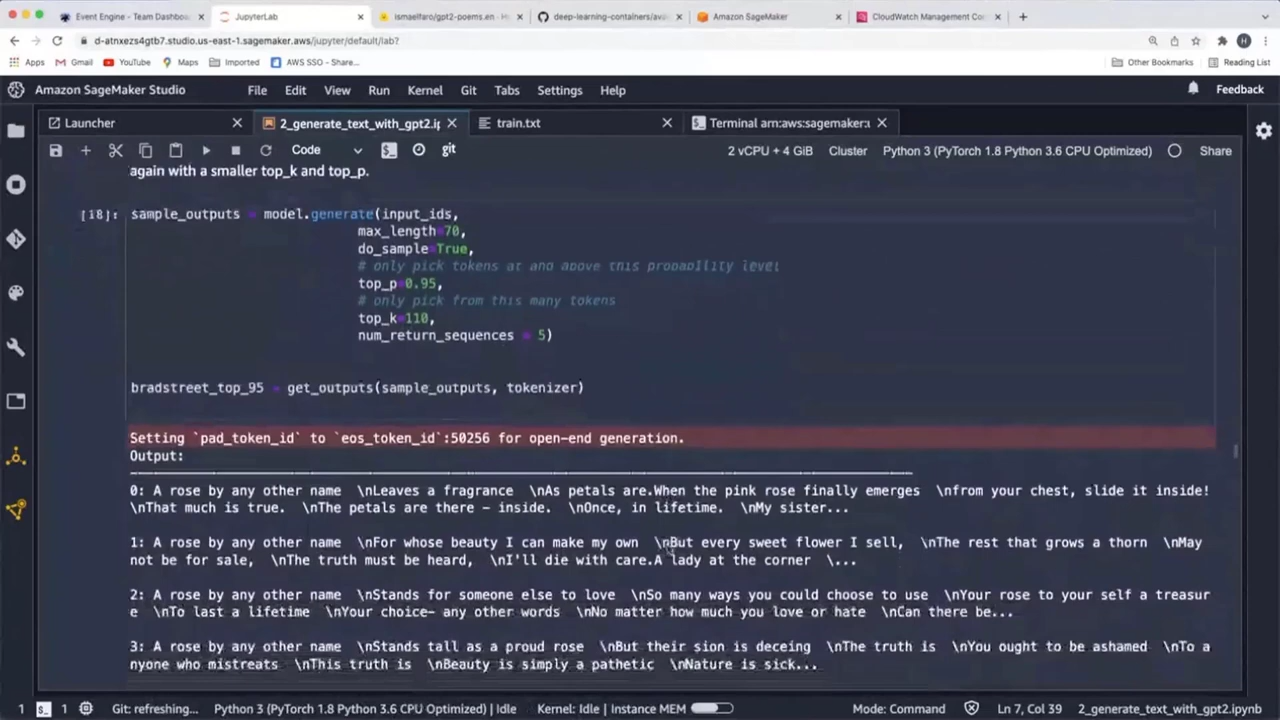 Event Engine - Team Dashbo
JupyterLab
ismaelfaro/gpt2-poems.en
deep-learning-containers/ava
Amazon SageMaker
CloudWatch Management Co
d-atnxezs4gtb7.studio.us-east-1.sagemaker.aws/jupyter/default/lab?
Apps
Gmail
YouTube
Maps
Imported
AWS SSO - Share...
Other Bookmarks
Reading List
Amazon SageMaker Studio
File Edit View Run Kernel Git Tabs Settings Help
Feedback
Launcher
2_generate_text_with_gpt2.ip
train.txt
Terminal arn:aws:sagemaker:u
Code
git
2 vCPU + 4 GiB
Cluster
Python 3 (PyTorch 1.8 Python 3.6 CPU Optimized)
Share
again with a smaller top_k and top_p.
[18]: sample_outputs = model.generate(input_ids,
max_length=70,
do_sample=True,
# only pick tokens at and above this probability level
top_p=0.95,
# only pick from this many tokens
top_k=110,
num_return_sequences = 5)
bradstreet_top_95 = get_outputs(sample_outputs, tokenizer)
Setting `pad_token_id` to `eos_token_id`:50256 for open-end generation.
Output:
0: A rose by any other name \nLeaves a fragrance \nAs petals are.When the pink rose finally emerges \nfrom your chest, slide it inside!
\nThat much is true. \nThe petals are there - inside. \nOnce, in lifetime. \nMy sister...
1: A rose by any other name \nFor whose beauty I can make my own \nBut every sweet flower I sell, \nThe rest that grows a thorn \nMay
not be for sale, \nThe truth must be heard, \nI'll die with care.A lady at the corner \...
2: A rose by any other name \nStands for someone else to love \nSo many ways you could choose to use \nYour rose to your self a treasur
e \nTo last a lifetime \nYour choice- any other words \nNo matter how much you love or hate \nCan there be...
3: A rose by any other name \nStands tall as a proud rose \nBut their sion is deceing \nThe truth is \nYou ought to be ashamed \nTo a
nyone who mistreats \nThis truth is \nBeauty is simply a pathetic \nNature is sick...
1
1
Git: refreshing...
Python 3 (PyTorch 1.8 Python 3.6 CPU Optimized) | Idle
Kernel: Idle | Instance MEM
Mode: Command
Ln 7, Col 39
2_generate_text_with_gpt2.ipynb